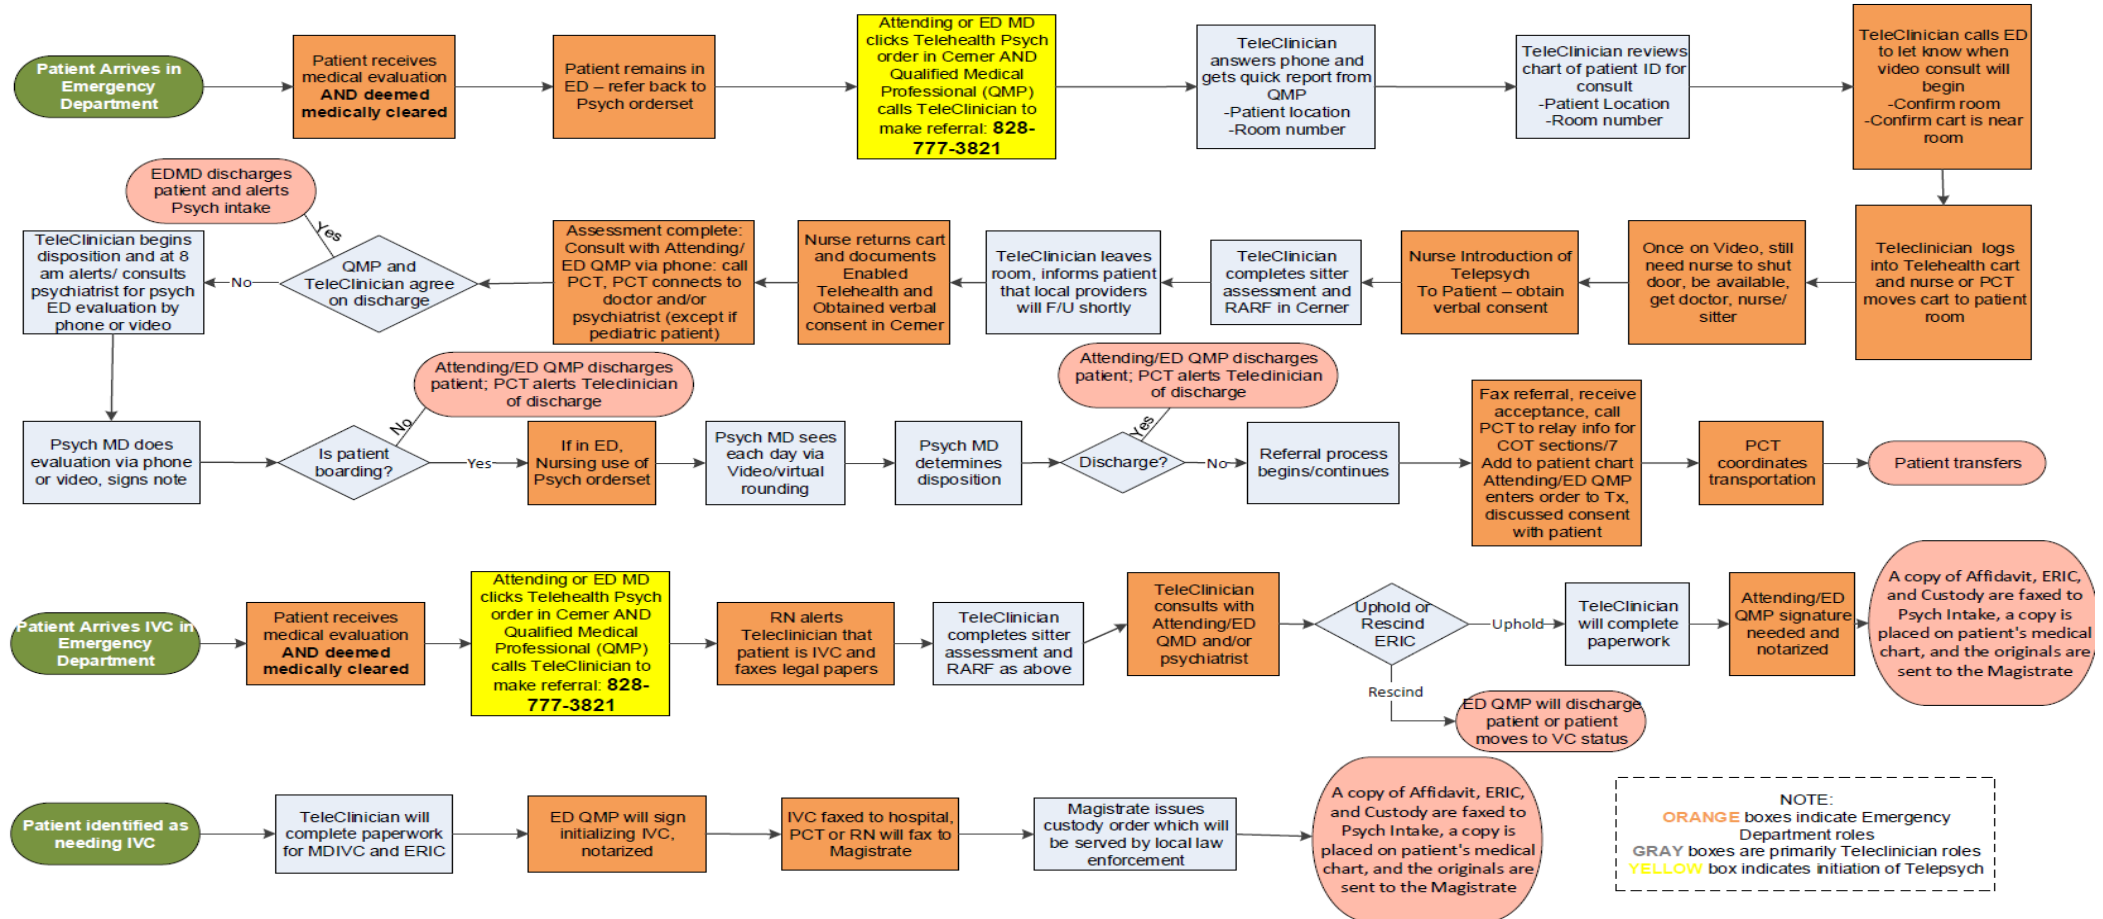 Patient Arrives in
Emergency
Department
Patient receives
medical evaluation
AND deemed
medically cleared
Patient remains in
ED – refer back to
Psych orderset
Attending or ED MD
clicks Telehealth Psych
order in Cerner AND
Qualified Medical
Professional (QMP)
calls TeleClinician to
make referral: 828-
777-3821
TeleClinician
answers phone and
gets quick report from
QMP
-Patient location
-Room number
TeleClinician reviews
chart of patient ID for
consult
-Patient Location
-Room number
TeleClinician calls ED
to let know when
video consult will
begin
-Confirm room
-Confirm cart is near
room
Teleclinician logs
into Telehealth cart
and nurse or PCT
moves cart to patient
room
Once on Video, still
need nurse to shut
door, be available,
get doctor, nurse/
sitter
Nurse Introduction of
Telepsych
To Patient – obtain
verbal consent
TeleClinician
completes sitter
assessment and
RARF in Cerner
TeleClinician leaves
room, informs patient
that local providers
will F/U shortly
Nurse returns cart
and documents
Enabled
Telehealth and
Obtained verbal
consent in Cerner
Assessment complete:
Consult with Attending/
ED QMP via phone: call
PCT, PCT connects to
doctor and/or
psychiatrist (except if
pediatric patient)
QMP and
TeleClinician agree
on discharge
Yes
EDMD discharges
patient and alerts
Psych intake
No
TeleClinician begins
disposition and at 8
am alerts/ consults
psychiatrist for psych
ED evaluation by
phone or video
Psych MD does
evaluation via phone
or video, signs note
Is patient
boarding?
No
Attending/ED QMP discharges
patient; PCT alerts Teleclinician
of discharge
Yes
If in ED,
Nursing use of
Psych orderset
Psych MD sees
each day via
Video/virtual
rounding
Psych MD
determines
disposition
Discharge?
Yes
Attending/ED QMP discharges
patient; PCT alerts Teleclinician
of discharge
No
Referral process
begins/continues
Fax referral, receive
acceptance, call
PCT to relay info for
COT sections/7
Add to patient chart
Attending/ED QMP
enters order to Tx,
discussed consent
with patient
PCT
coordinates
transportation
Patient transfers
Patient Arrives IVC in
Emergency
Department
Patient receives
medical evaluation
AND deemed
medically cleared
Attending or ED MD
clicks Telehealth Psych
order in Cerner AND
Qualified Medical
Professional (QMP)
calls TeleClinician to
make referral: 828-
777-3821
RN alerts
Teleclinician that
patient is IVC and
faxes legal papers
TeleClinician
completes sitter
assessment and
RARF as above
TeleClinician
consults with
Attending/ED
QMD and/or
psychiatrist
Uphold or
Rescind
ERIC
Uphold
TeleClinician
will complete
paperwork
Attending/ED
QMP signature
needed and
notarized
A copy of Affidavit, ERIC,
and Custody are faxed to
Psych Intake, a copy is
placed on patient's medical
chart, and the originals are
sent to the Magistrate
Rescind
ED QMP will discharge
patient or patient
moves to VC status
Patient identified as
needing IVC
TeleClinician will
complete paperwork
for MDIVC and ERIC
ED QMP will sign
initializing IVC,
notarized
IVC faxed to hospital,
PCT or RN will fax to
Magistrate
Magistrate issues
custody order which will
be served by local law
enforcement
A copy of Affidavit, ERIC,
and Custody are faxed to
Psych Intake, a copy is
placed on patient's medical
chart, and the originals are
sent to the Magistrate
NOTE:
ORANGE boxes indicate Emergency
Department roles
GRAY boxes are primarily Teleclinician roles
YELLOW box indicates initiation of Telepsych